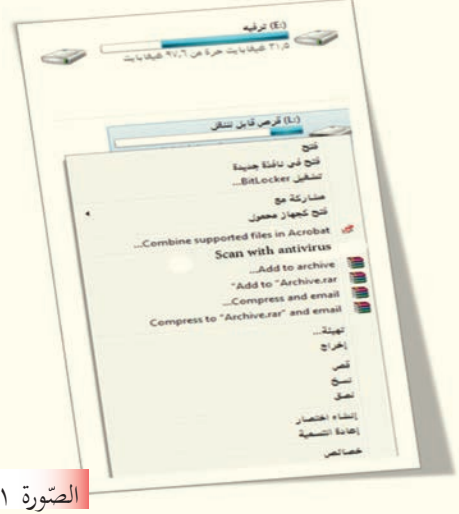 ترفيه (E:)
٣١,٥ غيغابايت حرة من ٩٧,٦ غيغابايت
قرص قابل للنقل (L:)
فتح
فتح في نافذة جديدة
تشغيل BitLocker...
مشاركة مع
فتح كجهاز محمول
Combine supported files in Acrobat...
Scan with antivirus
Add to archive...
Add to "Archive.rar"
Compress and email...
Compress to "Archive.rar" and email
تهيئة...
إخراج
قص
نسخ
لصق
إنشاء اختصار
إعادة التسمية
خصائص
الصّورة ١